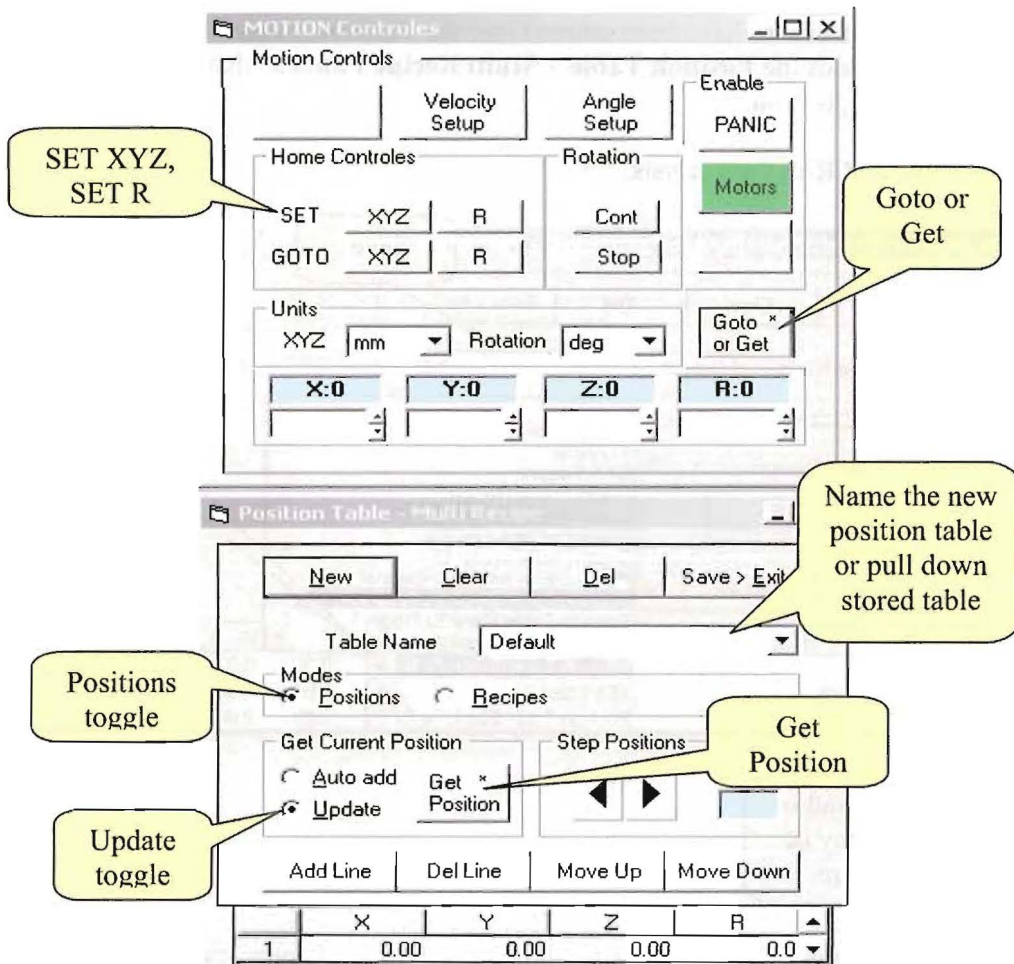 MOTION Controles
Motion Controls
Velocity
Setup
Angle
Setup
Enable
PANIC
Motors
SET XYZ,
SET R
Home Controles
SET XYZ R
GOTO XYZ R
Rotation
Cont
Stop
Goto or
Get
Units
XYZ mm Rotation deg
Goto *
or Get
X:0 Y:0 Z:0 R:0
Position Table - Multi Recipe
Name the new
position table
or pull down
stored table
New Clear Del Save > Exit
Table Name Default
Positions
toggle
Modes
Positions Recipes
Get Current Position
Auto add
Update
Get *
Position
Step Positions
Get
Position
Update
toggle
Add Line Del Line Move Up Move Down
X Y Z R
1 0.00 0.00 0.00 0.0